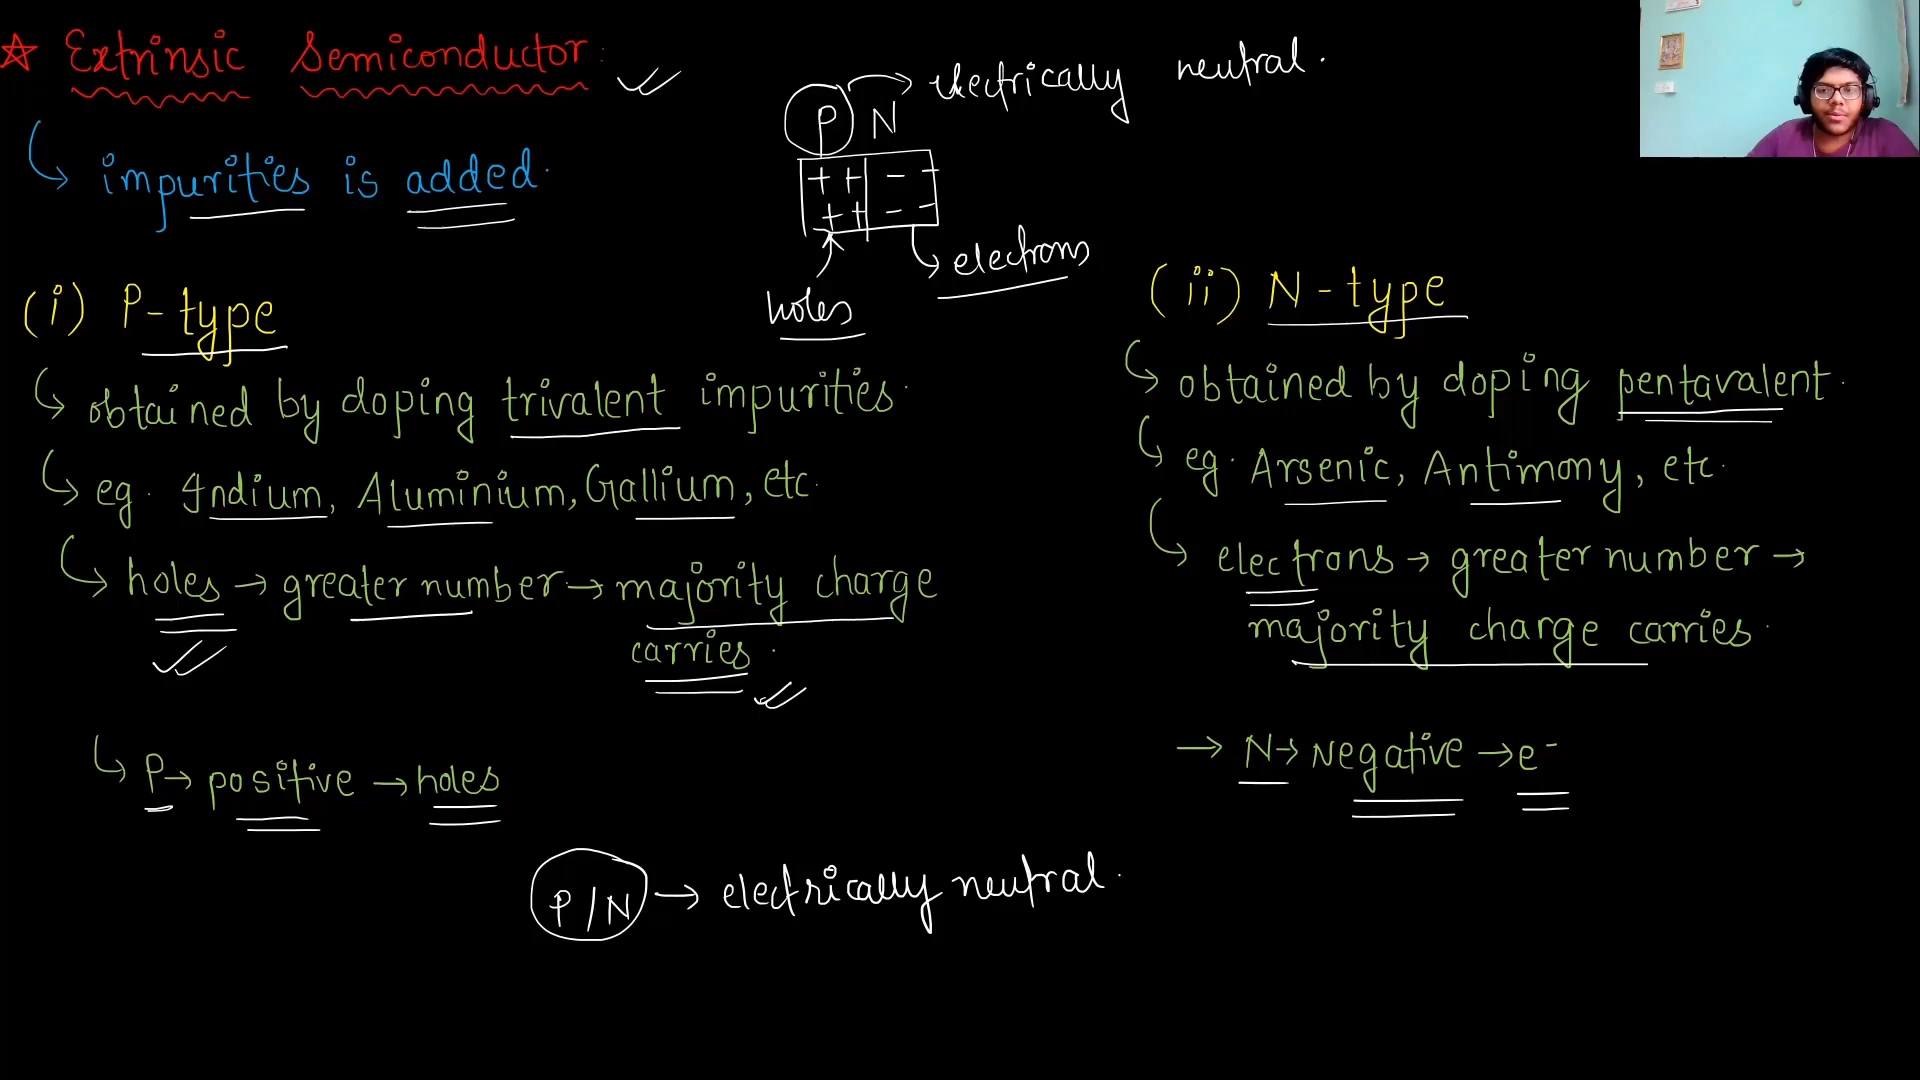 ☆ Extrinsic Semiconductor:
↳ impurities is added.
P N → electrically neutral.
+ + - -
+ + - -
holes
electrons
(i) P-type
↳ obtained by doping trivalent impurities.
↳ eg. Indium, Aluminium, Gallium, etc.
↳ holes → greater number → majority charge
carries.
↳ P → positive → holes
(ii) N-type
↳ obtained by doping pentavalent.
↳ eg. Arsenic, Antimony, etc.
↳ electrons → greater number →
majority charge carries.
→ N → Negative → e⁻
P/N → electrically neutral.